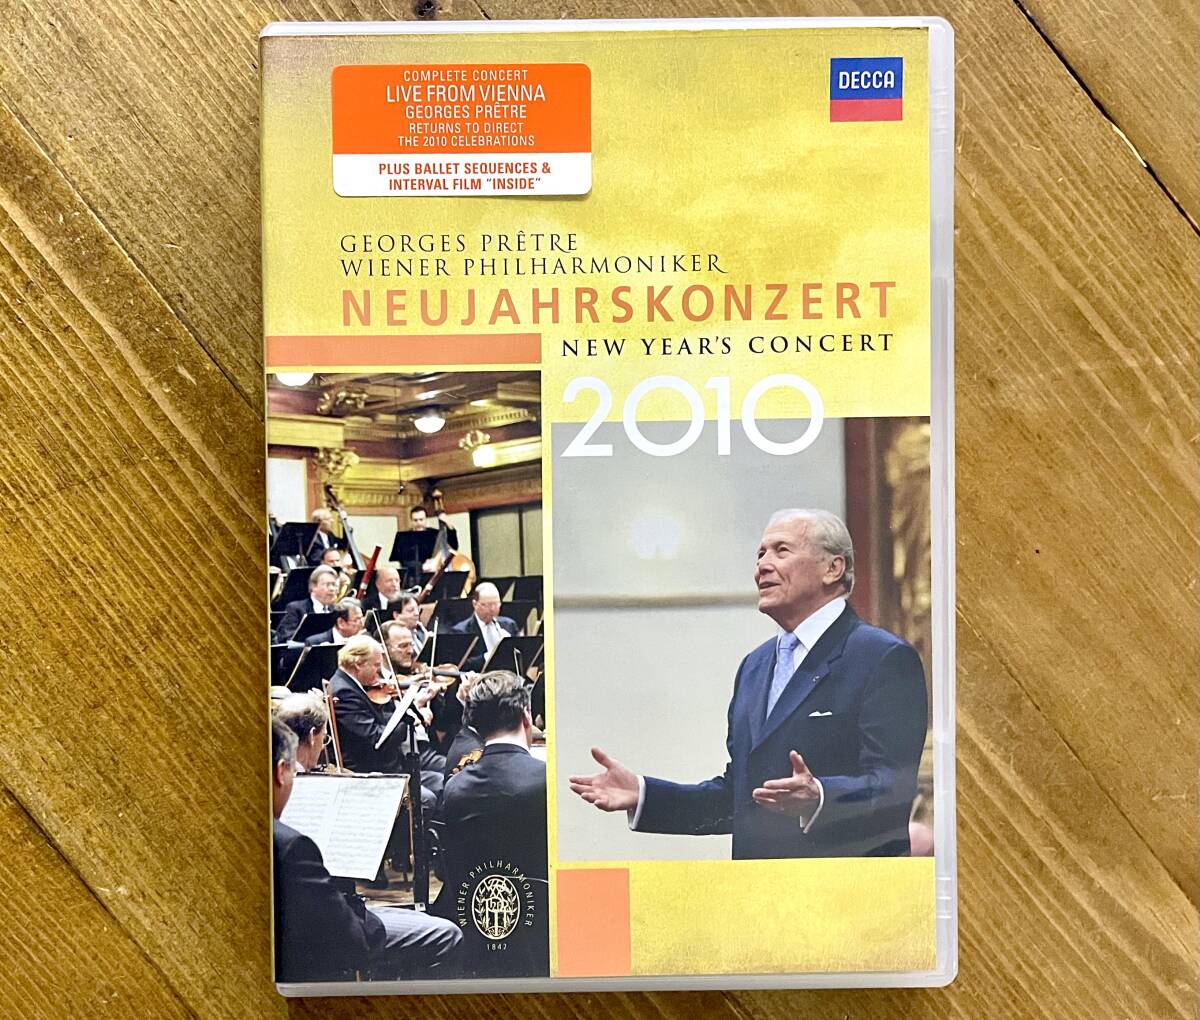 COMPLETE CONCERT
LIVE FROM VIENNA
GEORGES PRÊTRE
RETURNS TO DIRECT
THE 2010 CELEBRATIONS
PLUS BALLET SEQUENCES &
INTERVAL FILM "INSIDE"
DECCA
GEORGES PRÊTRE
WIENER PHILHARMONIKER
NEUJAHRSKONZERT
NEW YEAR'S CONCERT
2010
WIENER PHILHARMONIKER
1842